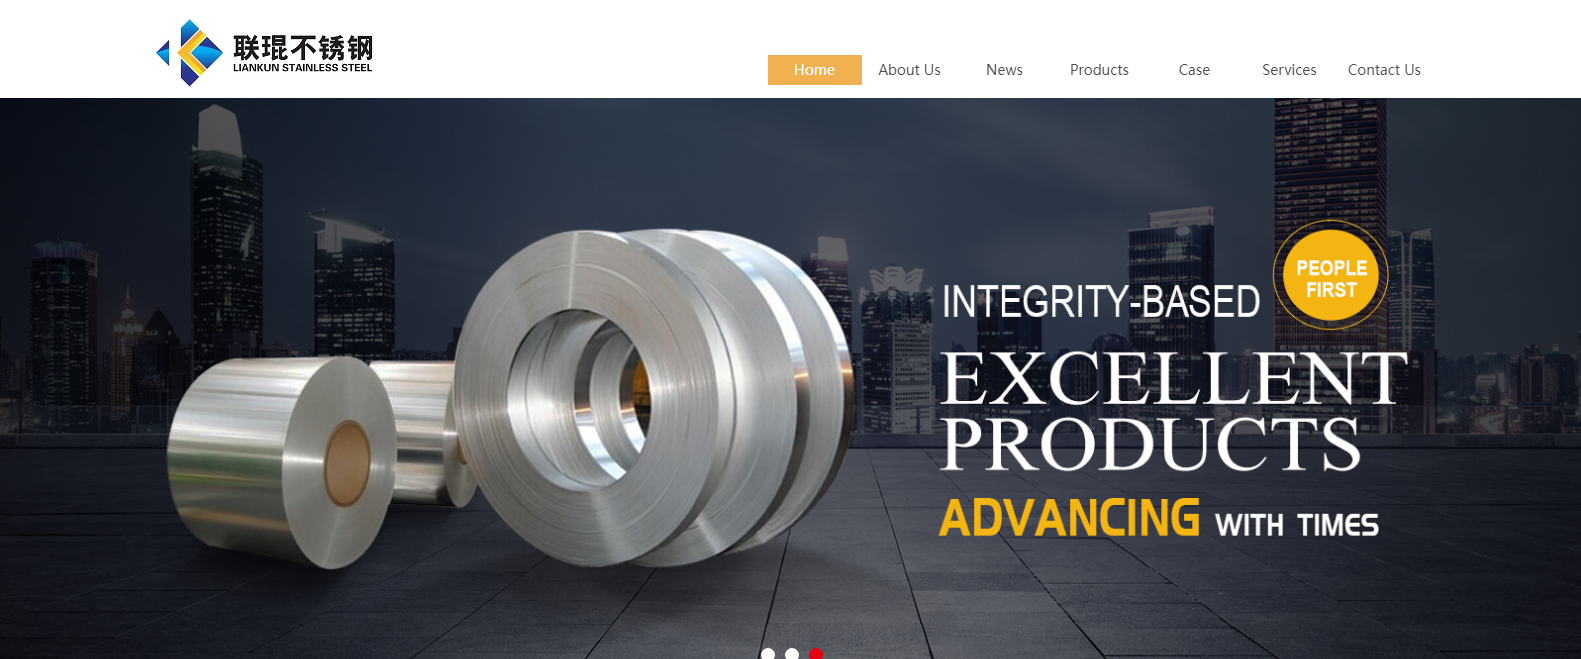 联琨不锈钢
LIANKUN STAINLESS STEEL
Home About Us News Products Case Services Contact Us
PEOPLE
FIRST
INTEGRITY-BASED
EXCELLENT
PRODUCTS
ADVANCING WITH TIMES